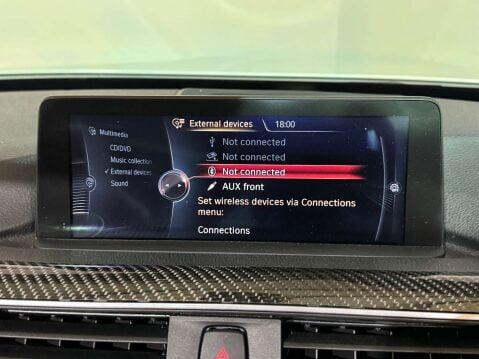 External devices 18:00
Multimedia
CD/DVD
Music collection
✓ External devices
Sound
Not connected
Not connected
Not connected
AUX front
Set wireless devices via Connections
menu:
Connections